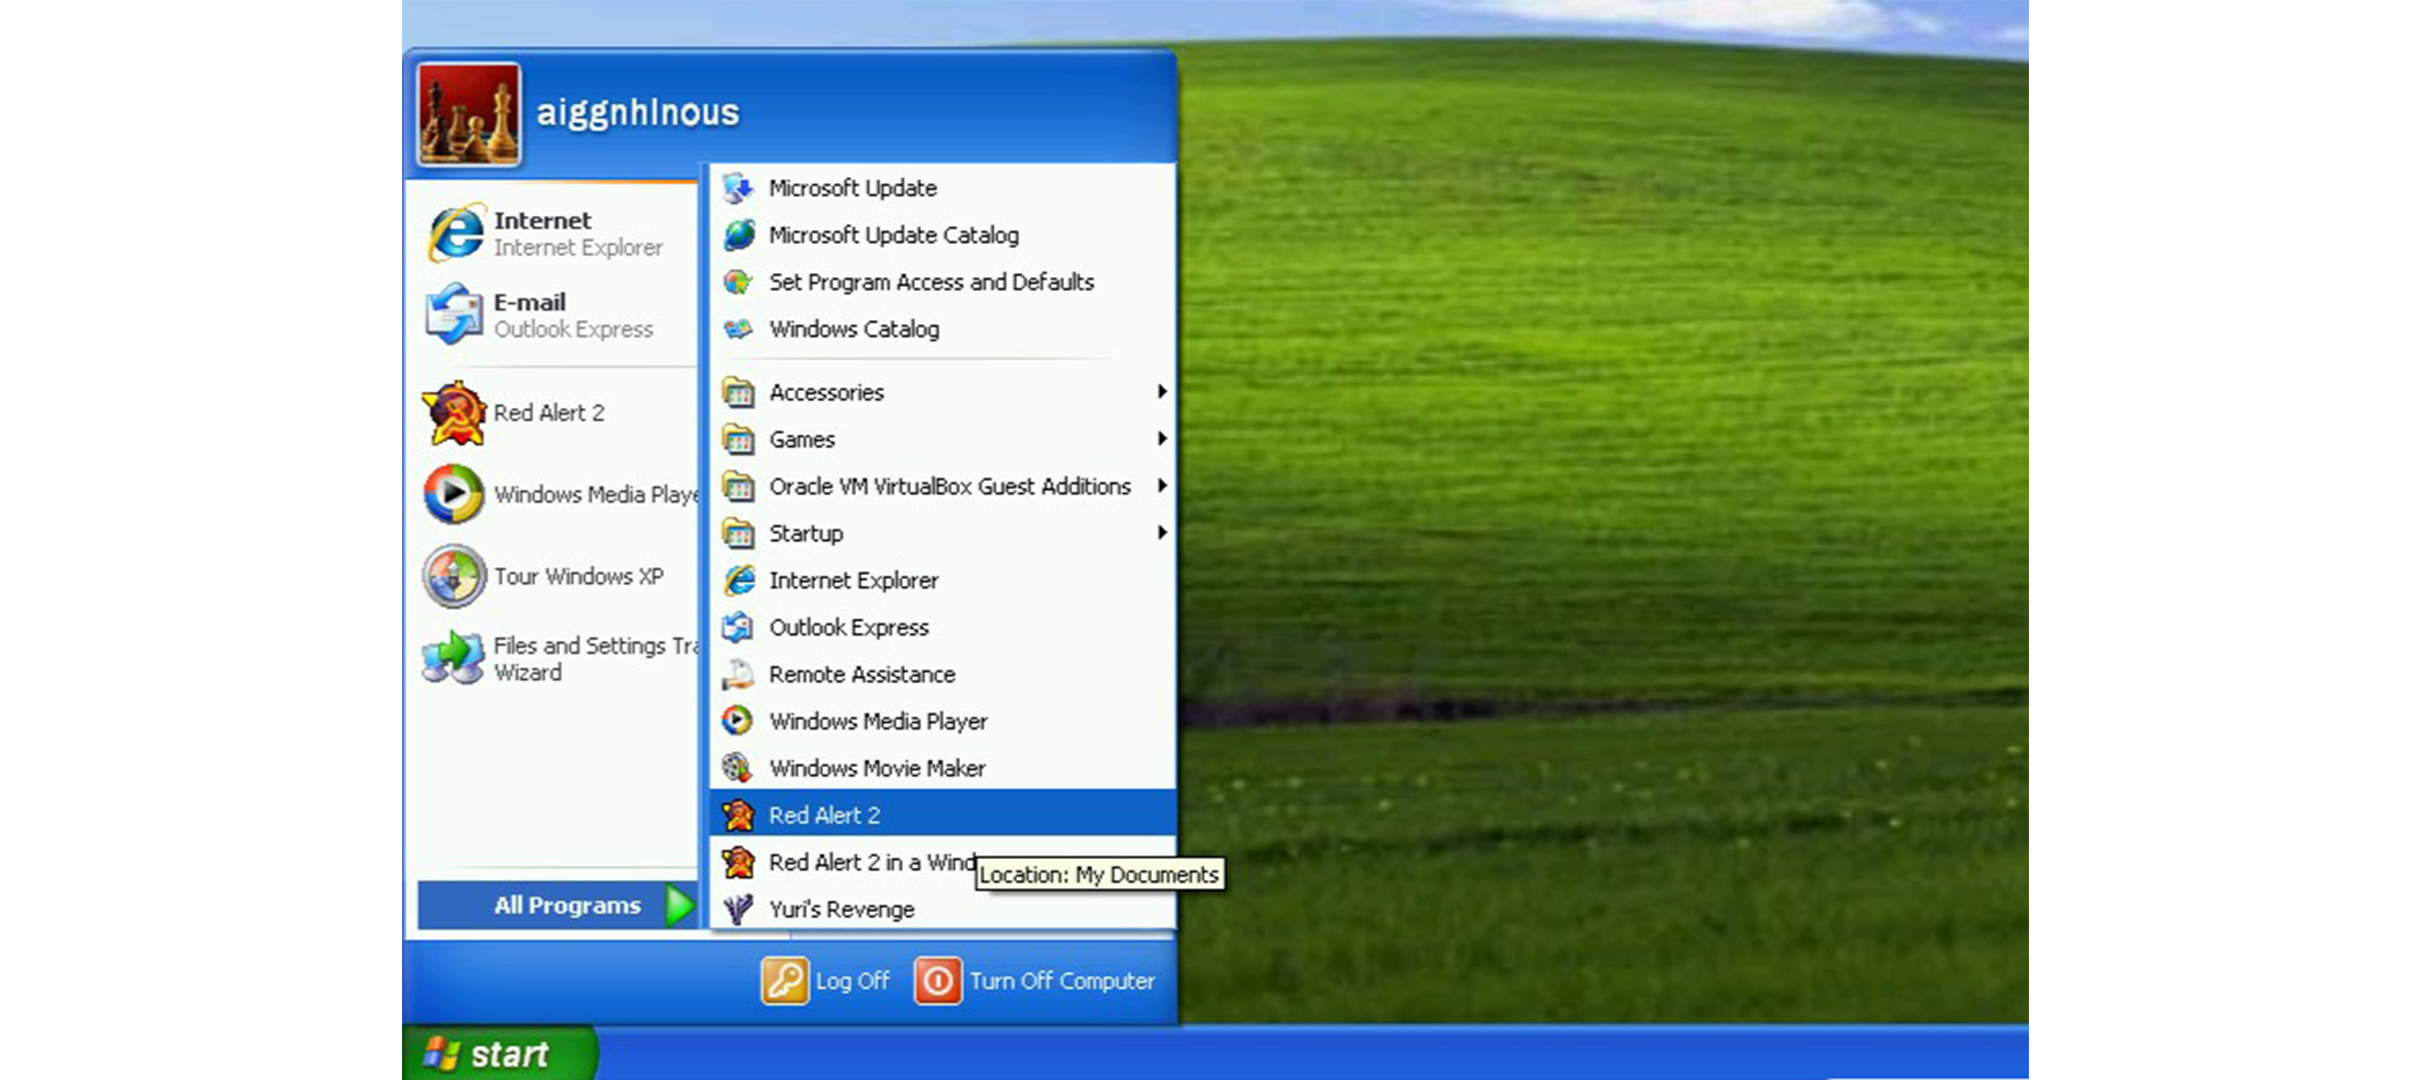 aiggnhlnous
Internet
Internet Explorer
E-mail
Outlook Express
Red Alert 2
Windows Media Playe
Tour Windows XP
Files and Settings Tra
Wizard
All Programs
Microsoft Update
Microsoft Update Catalog
Set Program Access and Defaults
Windows Catalog
Accessories
Games
Oracle VM VirtualBox Guest Additions
Startup
Internet Explorer
Outlook Express
Remote Assistance
Windows Media Player
Windows Movie Maker
Red Alert 2
Red Alert 2 in a Wind
Location: My Documents
Yuri's Revenge
Log Off
Turn Off Computer
start